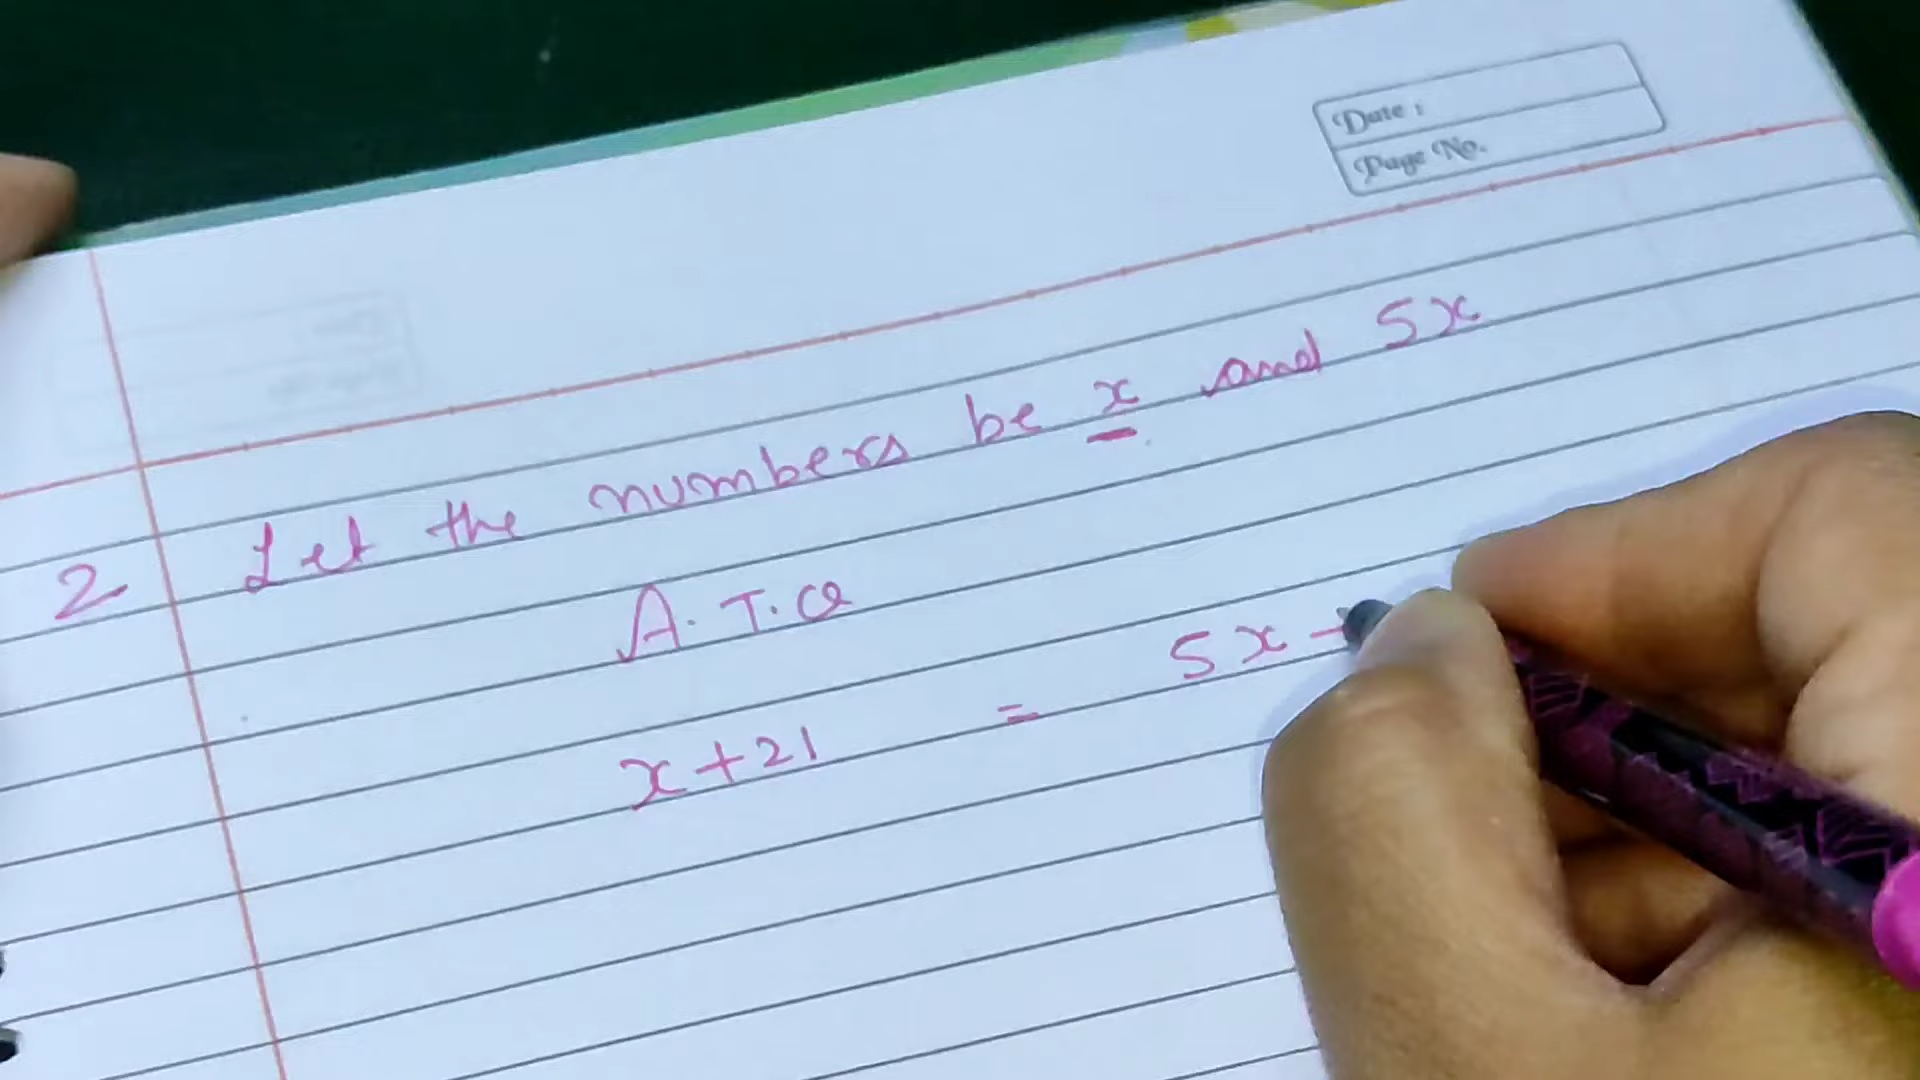 Date :
Page No.
2 Let the numbers be x and 5x
A.T.Q
x+21 = 5x +